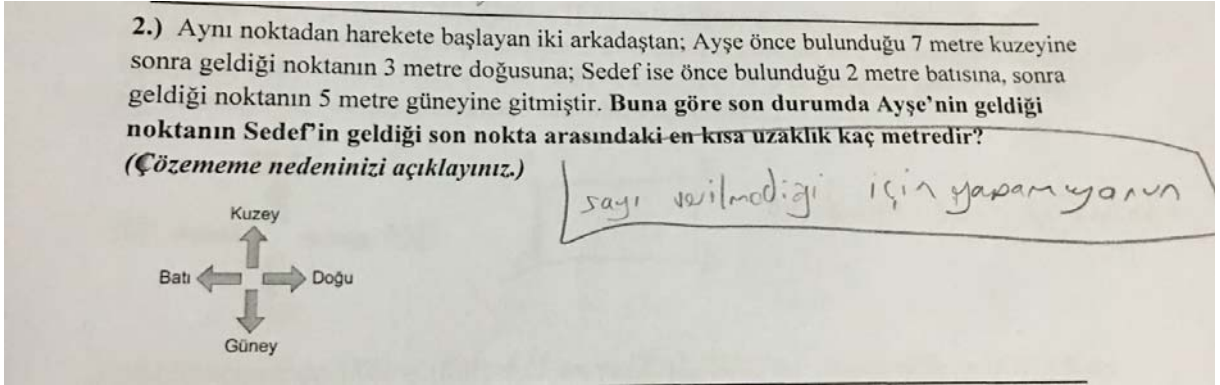 2.) Aynı noktadan harekete başlayan iki arkadaştan; Ayşe önce bulunduğu 7 metre kuzeyine
sonra geldiği noktanın 3 metre doğusuna; Sedef ise önce bulunduğu 2 metre batısına, sonra
geldiği noktanın 5 metre güneyine gitmiştir. Buna göre son durumda Ayşe'nin geldiği
noktanın Sedef'in geldiği son nokta arasındaki en kısa uzaklık kaç metredir?
(Çözememe nedeninizi açıklayınız.)
sayı verilmediği için yapamıyorum
Kuzey
Batı
Doğu
Güney